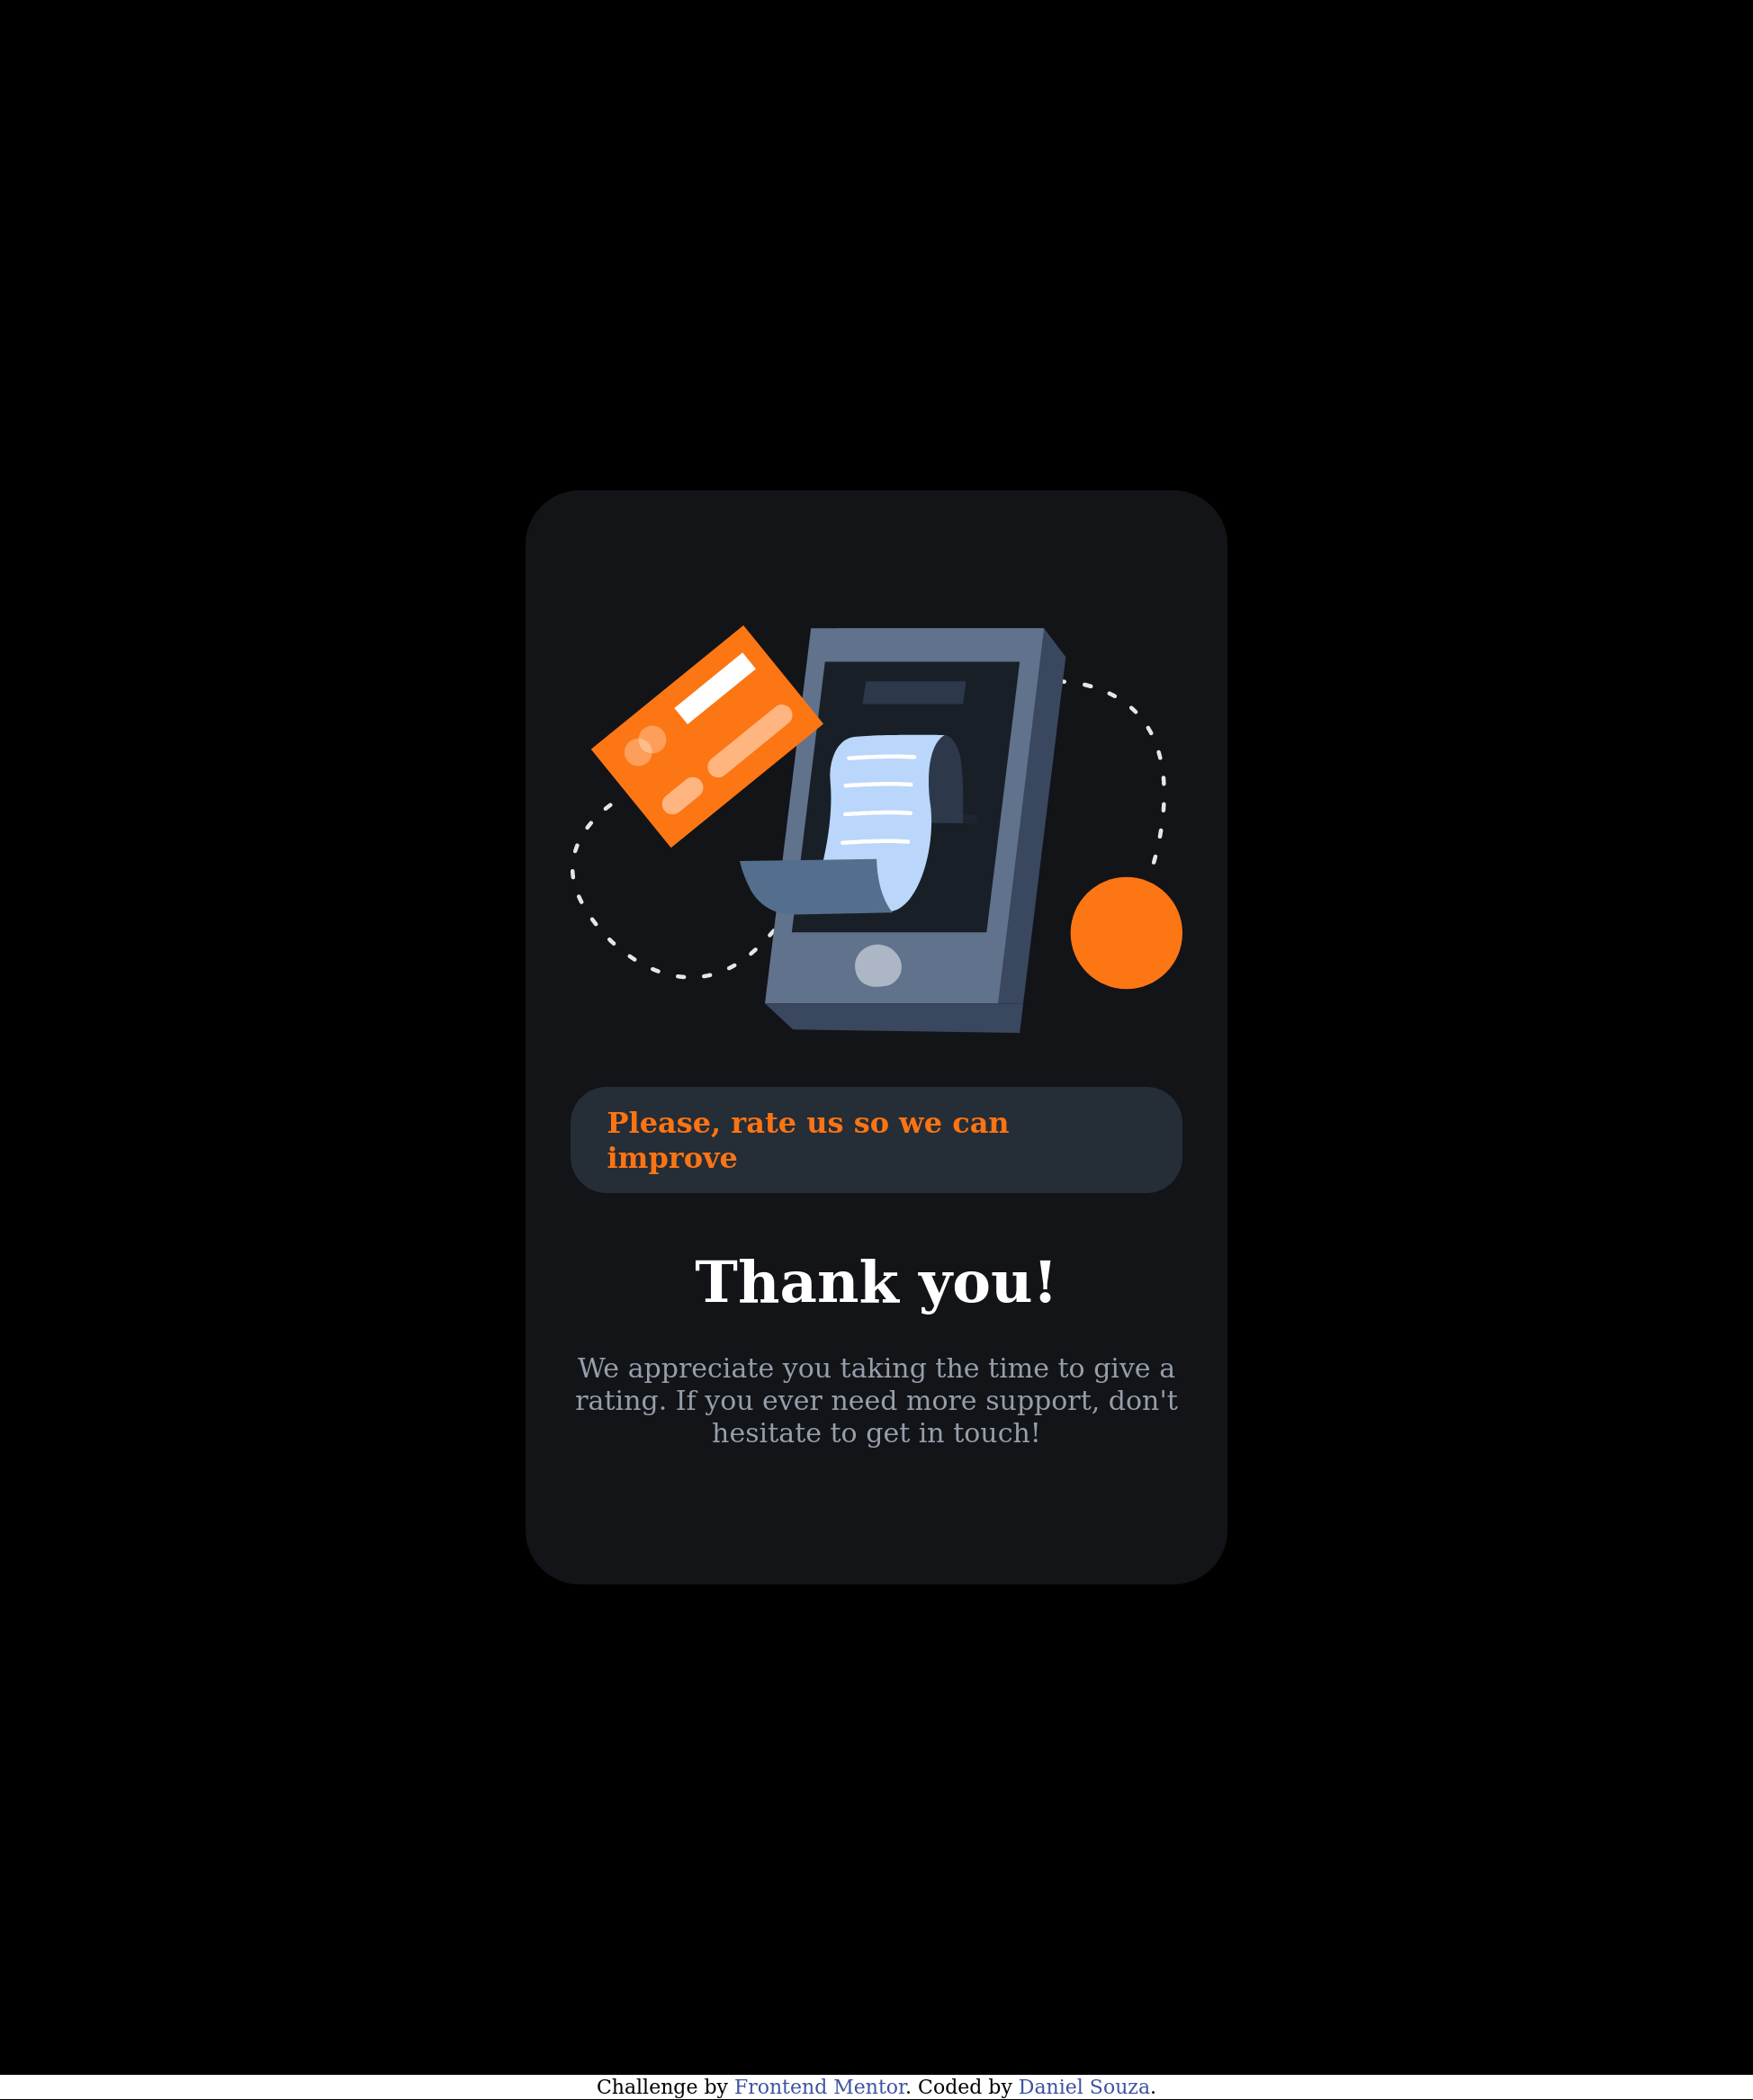 Please, rate us so we can
improve
Thank you!
We appreciate you taking the time to give a
rating. If you ever need more support, don't
hesitate to get in touch!
Challenge by Frontend Mentor. Coded by Daniel Souza.